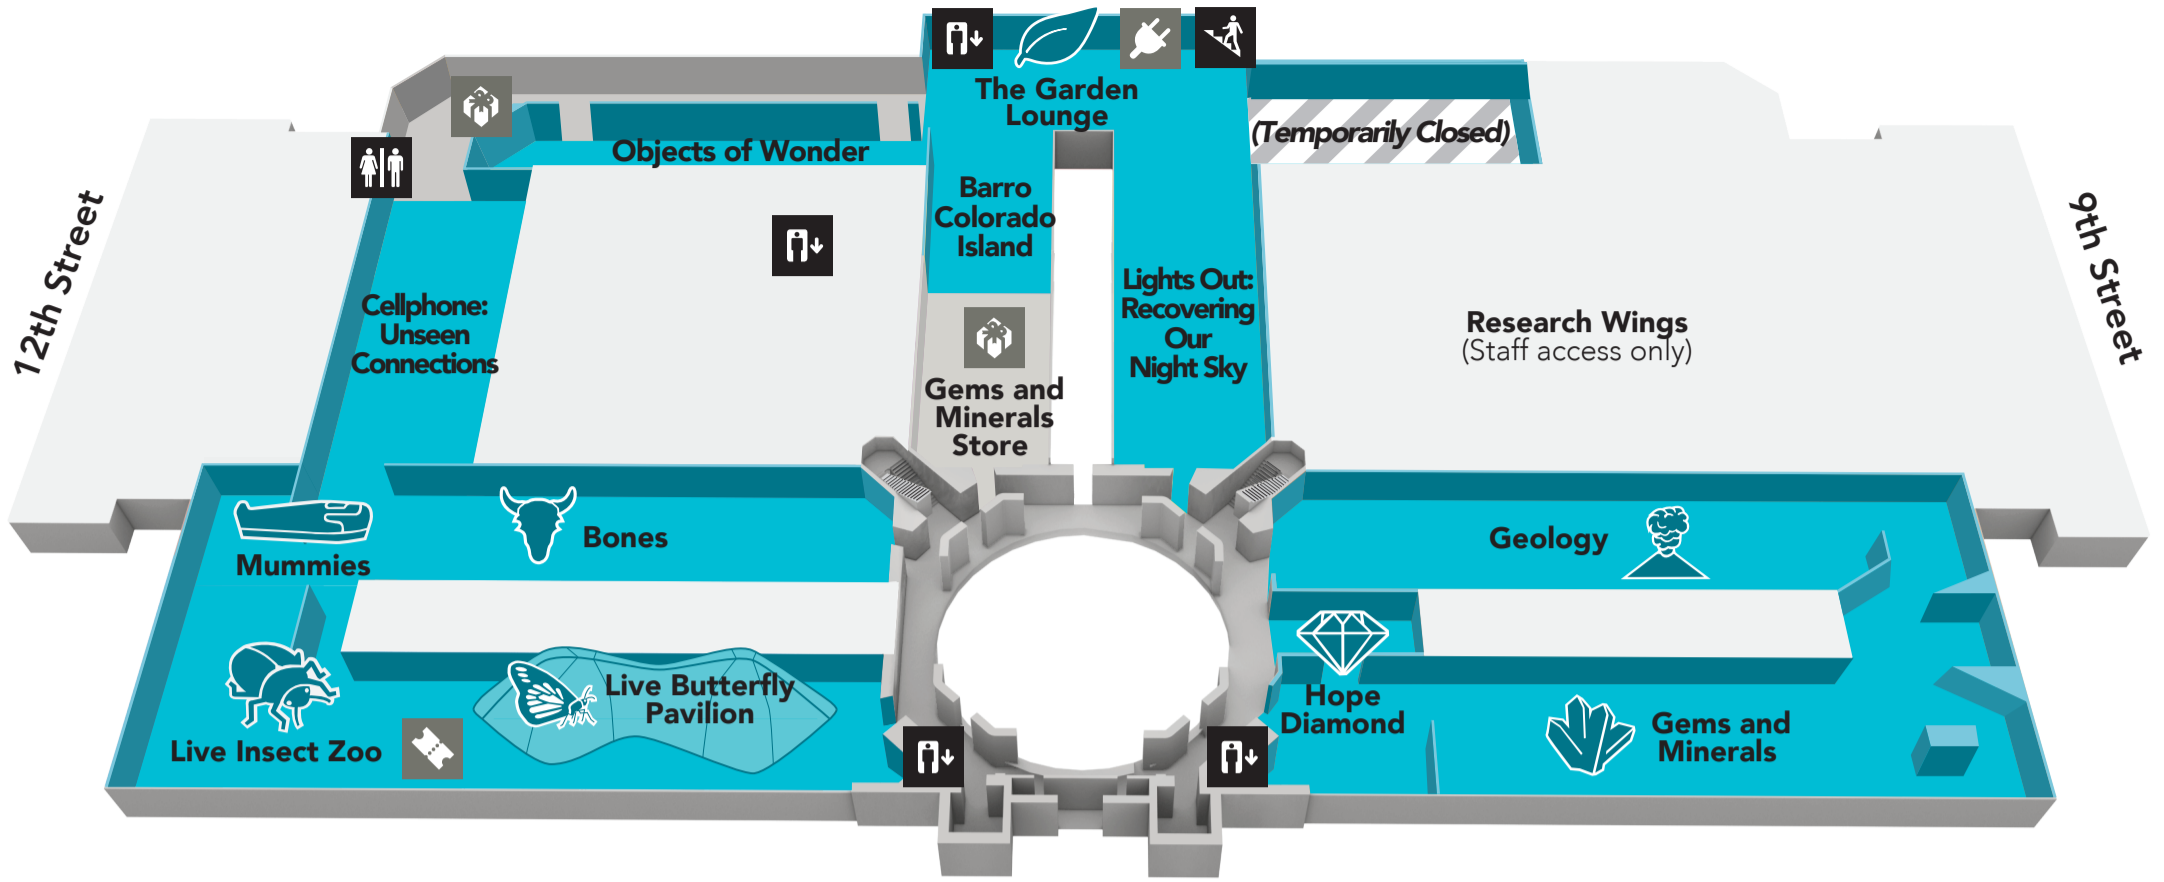 The Garden
Lounge
(Temporarily Closed)
Objects of Wonder
Barro
Colorado
Island
12th Street
9th Street
Cellphone:
Unseen
Connections
Lights Out:
Recovering
Our
Night Sky
Research Wings
(Staff access only)
Gems and
Minerals
Store
Mummies
Bones
Geology
Live Insect Zoo
Live Butterfly
Pavilion
Hope
Diamond
Gems and
Minerals